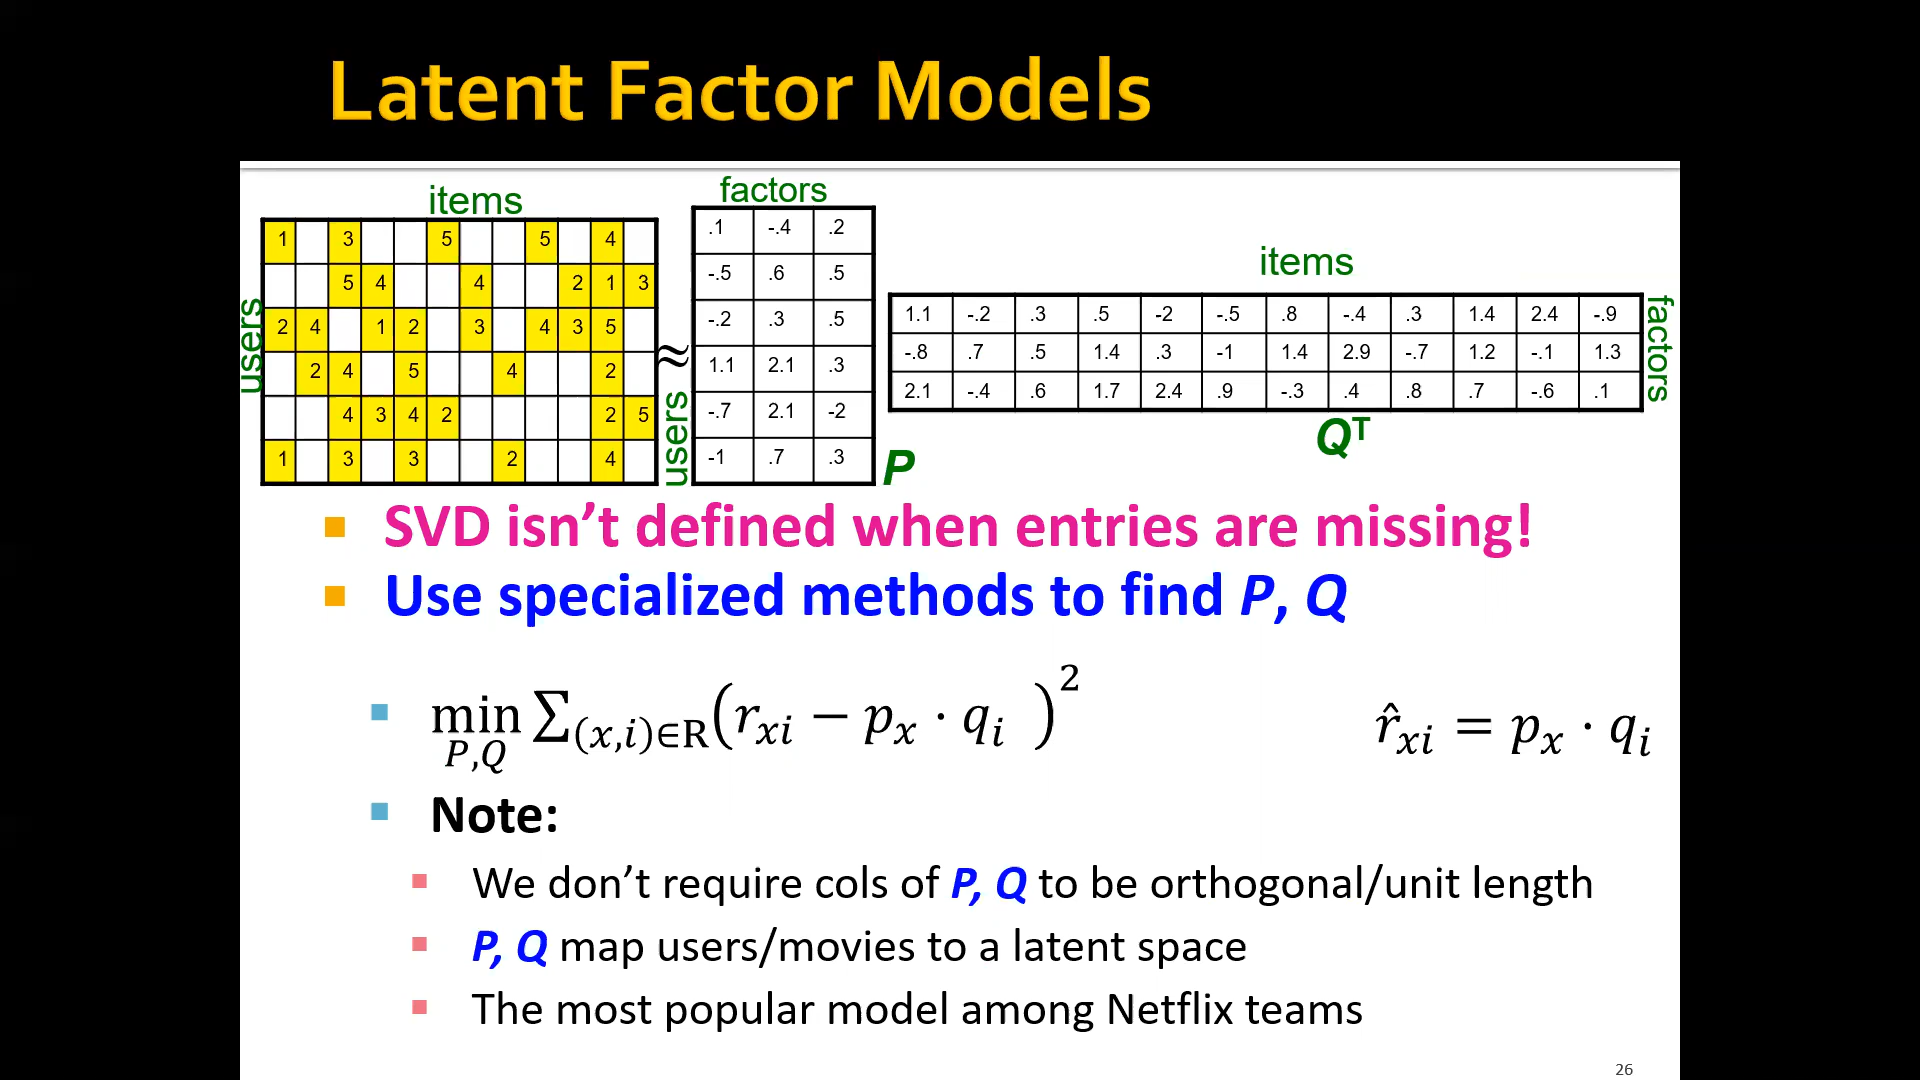 Latent Factor Models
items
users
1 3 5 5 4
5 4 4 2 1 3
2 4 1 2 3 4 3 5
2 4 5 4 2
4 3 4 2 2 5
1 3 3 2 4
≈
factors
users
.1 -.4 .2
-.5 .6 .5
-.2 .3 .5
1.1 2.1 .3
-.7 2.1 -2
-1 .7 .3
P
items
1.1 -.2 .3 .5 -2 -.5 .8 -.4 .3 1.4 2.4 -.9
-.8 .7 .5 1.4 .3 -1 1.4 2.9 -.7 1.2 -.1 1.3
2.1 -.4 .6 1.7 2.4 .9 -.3 .4 .8 .7 -.6 .1
factors
Qᵀ
SVD isn’t defined when entries are missing!
Use specialized methods to find P, Q
min_{P,Q} ∑_{(x,i)∈R} (r_{xi} − p_x · q_i)²
r̂_{xi} = p_x · q_i
Note:
We don’t require cols of P, Q to be orthogonal/unit length
P, Q map users/movies to a latent space
The most popular model among Netflix teams
26